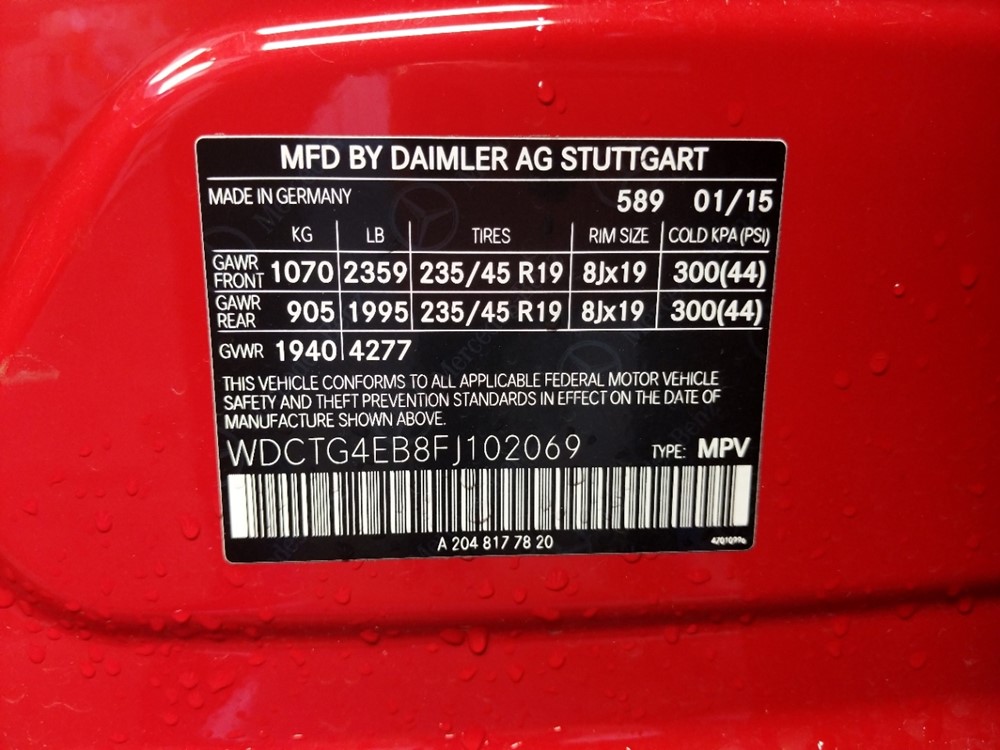 MFD BY DAIMLER AG STUTTGART
MADE IN GERMANY 589 01/15
KG LB TIRES RIM SIZE COLD KPA (PSI)
GAWR FRONT 1070 2359 235/45 R19 8Jx19 300(44)
GAWR REAR 905 1995 235/45 R19 8Jx19 300(44)
GVWR 1940 4277
THIS VEHICLE CONFORMS TO ALL APPLICABLE FEDERAL MOTOR VEHICLE
SAFETY AND THEFT PREVENTION STANDARDS IN EFFECT ON THE DATE OF
MANUFACTURE SHOWN ABOVE.
WDCTG4EB8FJ102069 TYPE: MPV
A 204 817 78 20